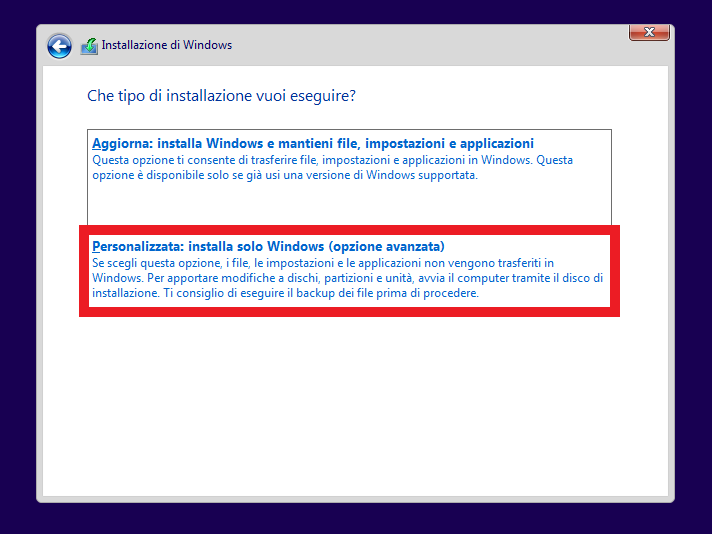 Installazione di Windows
Che tipo di installazione vuoi eseguire?
Aggiorna: installa Windows e mantieni file, impostazioni e applicazioni
Questa opzione ti consente di trasferire file, impostazioni e applicazioni in Windows. Questa
opzione è disponibile solo se già usi una versione di Windows supportata.
Personalizzata: installa solo Windows (opzione avanzata)
Se scegli questa opzione, i file, le impostazioni e le applicazioni non vengono trasferiti in
Windows. Per apportare modifiche a dischi, partizioni e unità, avvia il computer tramite il disco di
installazione. Ti consiglio di eseguire il backup dei file prima di procedere.